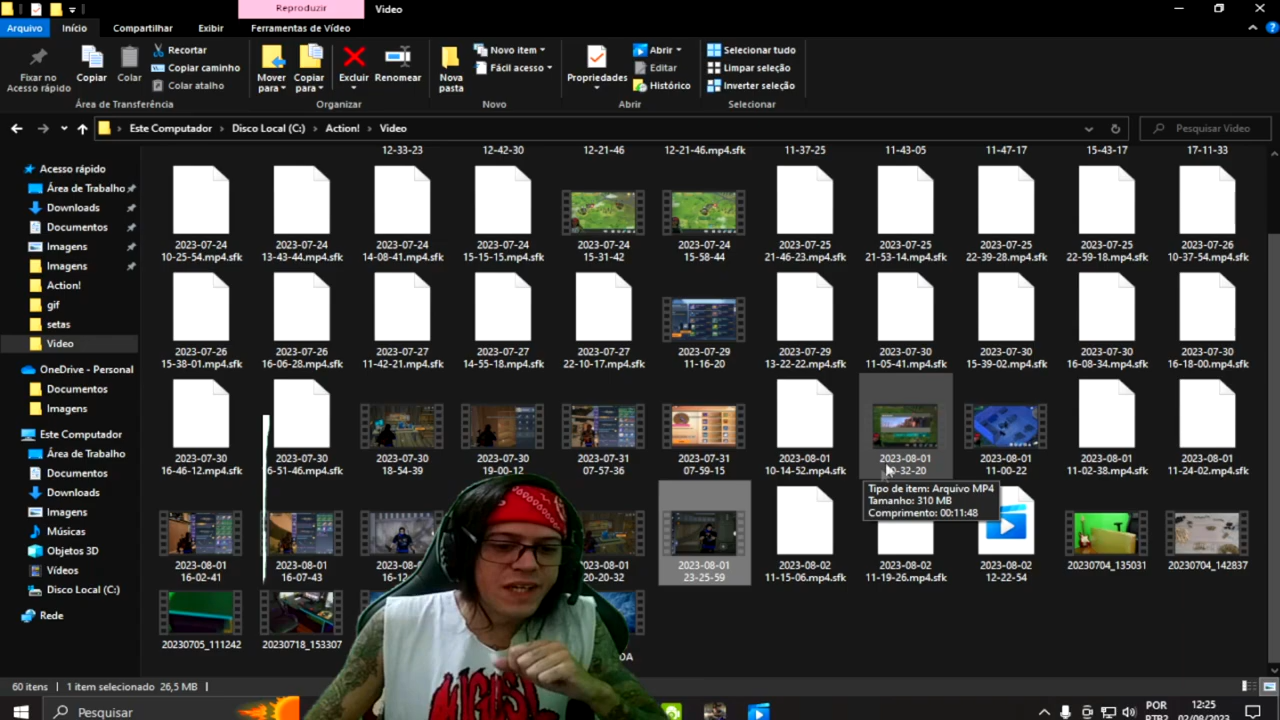 Reproduzir
Video
Arquivo
Início
Compartilhar
Exibir
Ferramentas de Vídeo
Fixar no
Acesso rápido
Copiar
Colar
Recortar
Copiar caminho
Colar atalho
Área de Transferência
Mover
para
Copiar
para
Excluir
Renomear
Organizar
Nova
pasta
Novo item
Fácil acesso
Novo
Propriedades
Abrir
Editar
Histórico
Abrir
Selecionar tudo
Limpar seleção
Inverter seleção
Selecionar
Este Computador > Disco Local (C:) > Action! > Video
Pesquisar Video
12-33-23
12-42-30
12-21-46
12-21-46.mp4.sfk
11-37-25
11-43-05
11-47-17
15-43-17
17-11-33
Acesso rápido
Área de Trabalho
Downloads
Documentos
Imagens
Imagens
Action!
gif
setas
Video
OneDrive - Personal
Documentos
Imagens
Este Computador
Área de Trabalho
Documentos
Downloads
Imagens
Músicas
Objetos 3D
Vídeos
Disco Local (C:)
Rede
2023-07-24
10-25-54.mp4.sfk
2023-07-24
13-43-44.mp4.sfk
2023-07-24
14-08-41.mp4.sfk
2023-07-24
15-15-15.mp4.sfk
2023-07-24
15-31-42
2023-07-24
15-58-44
2023-07-25
21-46-23.mp4.sfk
2023-07-25
21-53-14.mp4.sfk
2023-07-25
22-39-28.mp4.sfk
2023-07-25
22-59-18.mp4.sfk
2023-07-26
10-37-54.mp4.sfk
2023-07-26
15-38-01.mp4.sfk
2023-07-26
16-06-28.mp4.sfk
2023-07-27
11-42-21.mp4.sfk
2023-07-27
14-55-18.mp4.sfk
2023-07-27
22-10-17.mp4.sfk
2023-07-29
11-16-20
2023-07-29
13-22-22.mp4.sfk
2023-07-30
11-05-41.mp4.sfk
2023-07-30
15-39-02.mp4.sfk
2023-07-30
16-08-34.mp4.sfk
2023-07-30
16-18-00.mp4.sfk
2023-07-30
16-46-12.mp4.sfk
2023-07-30
16-51-46.mp4.sfk
2023-07-30
18-54-39
2023-07-30
19-00-12
2023-07-31
07-57-36
2023-07-31
07-59-15
2023-08-01
10-14-52.mp4.sfk
2023-08-01
2023-08-01
11-00-22
2023-08-01
11-02-38.mp4.sfk
2023-08-01
11-24-02.mp4.sfk
Tipo de item: Arquivo MP4
Tamanho: 310 MB
Comprimento: 00:11:48
2023-08-01
16-02-41
2023-08-01
16-07-43
2023-08-0
16-12-
20-20-32
2023-08-01
23-25-59
2023-08-02
11-15-06.mp4.sfk
2023-08-02
11-19-26.mp4.sfk
2023-08-02
12-22-54
20230704_135031
20230704_142837
20230705_111242
20230718_153307
DA
60 itens
1 item selecionado 26,5 MB
Pesquisar
POR
PTB2
12:25
02/08/2023